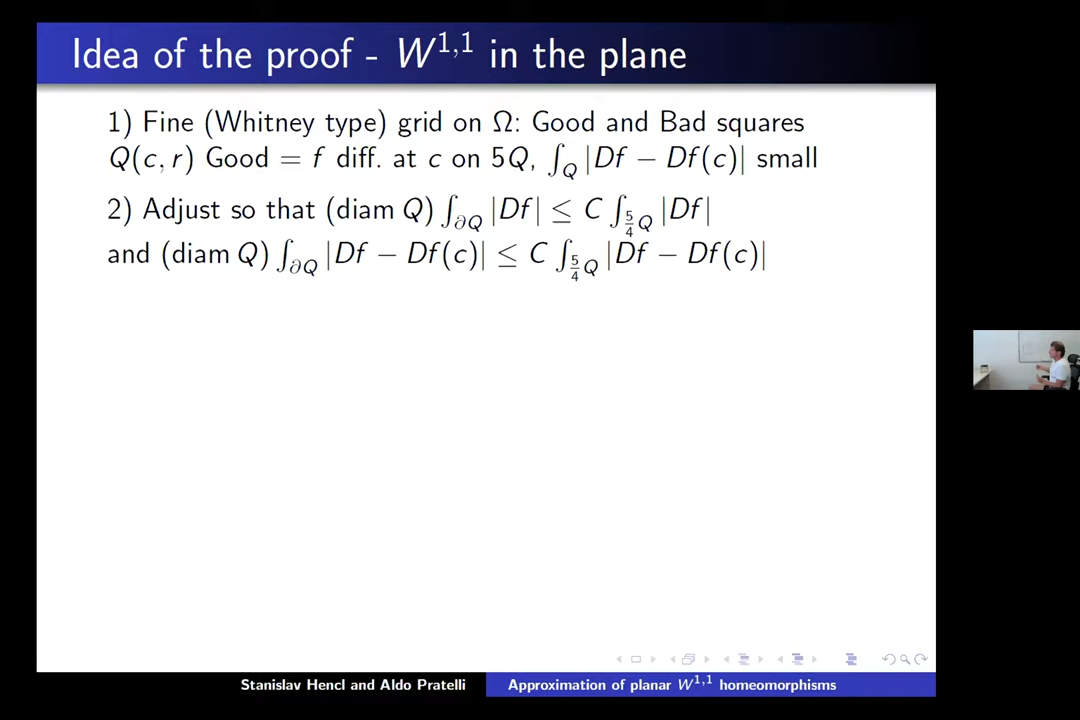 Idea of the proof - W^{1,1} in the plane
1) Fine (Whitney type) grid on Ω: Good and Bad squares
Q(c, r) Good = f diff. at c on 5Q, ∫_Q |Df − Df(c)| small
2) Adjust so that (diam Q) ∫_{∂Q} |Df| ≤ C ∫_{5/4 Q} |Df|
and (diam Q) ∫_{∂Q} |Df − Df(c)| ≤ C ∫_{5/4 Q} |Df − Df(c)|
Stanislav Hencl and Aldo Pratelli
Approximation of planar W^{1,1} homeomorphisms